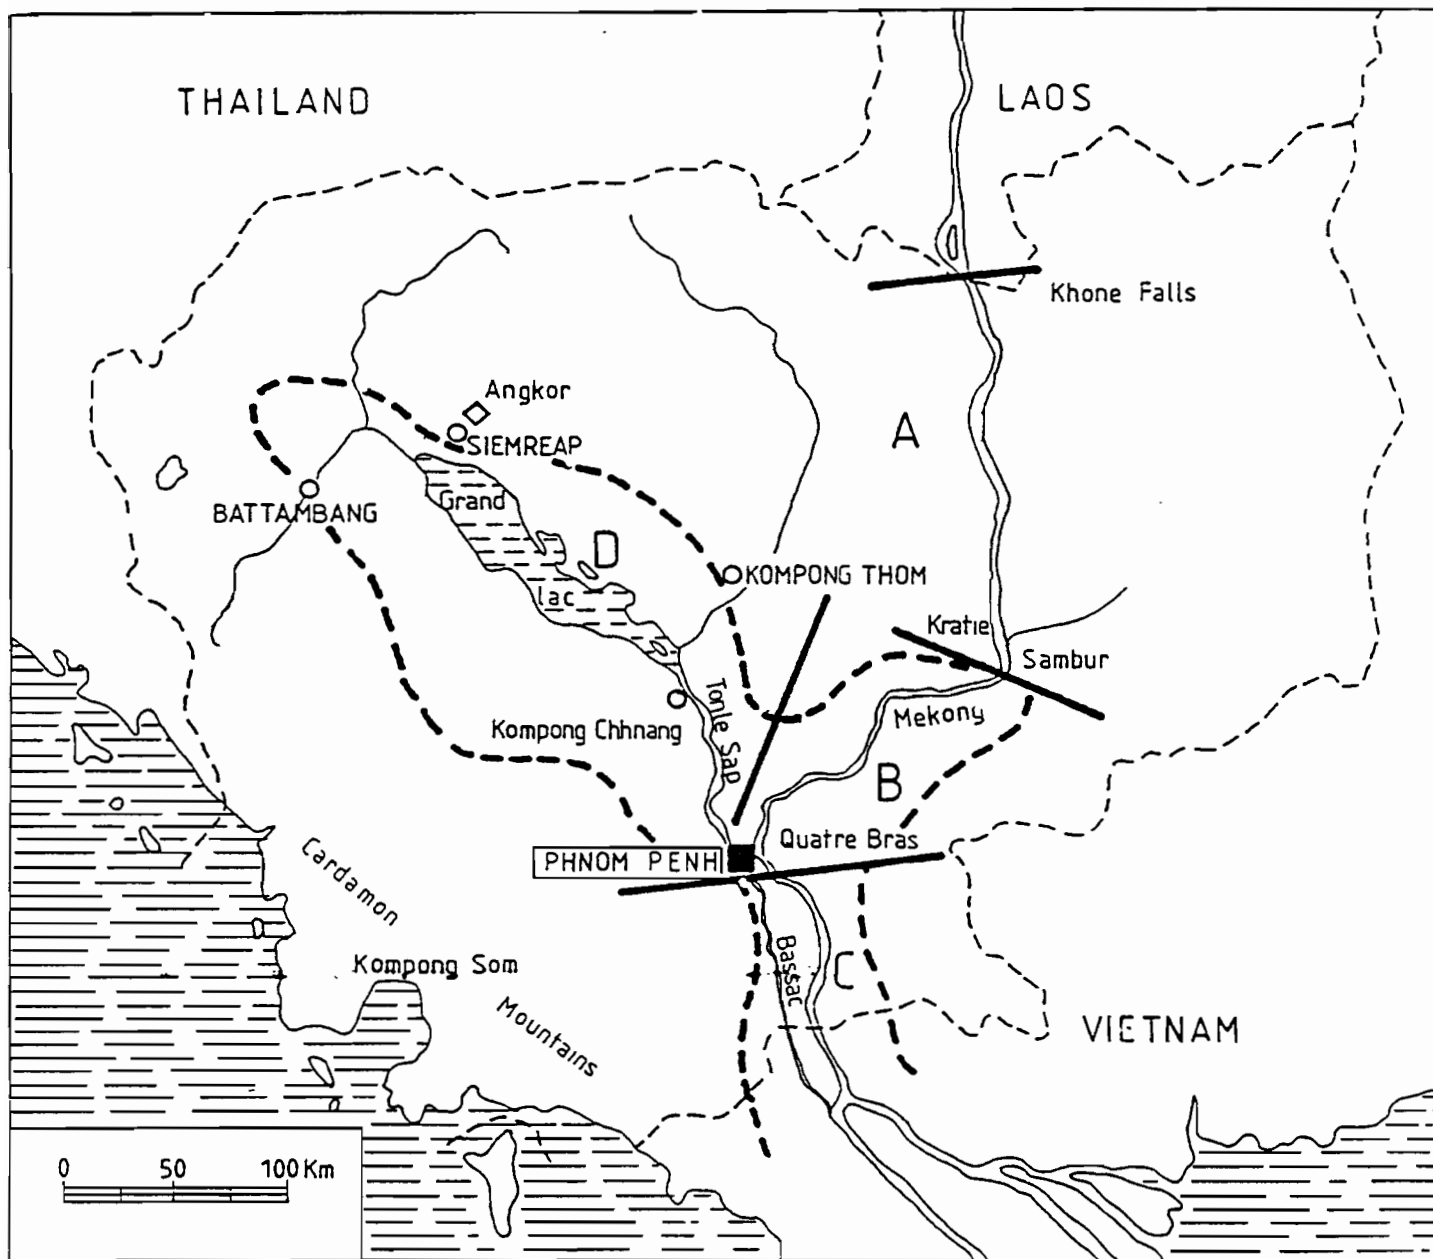 THAILAND
LAOS
Khone Falls
Angkor
SIEMREAP
A
BATTAMBANG
Grand
D
lac
KOMPONG THOM
Kratie
Sambur
Tonle Sap
Kompong Chhnang
Mekony
B
Quatre Bras
PHNOM PENH
Cardamon
Bassac
C
Kompong Som
Mountains
VIETNAM
0 50 100 Km